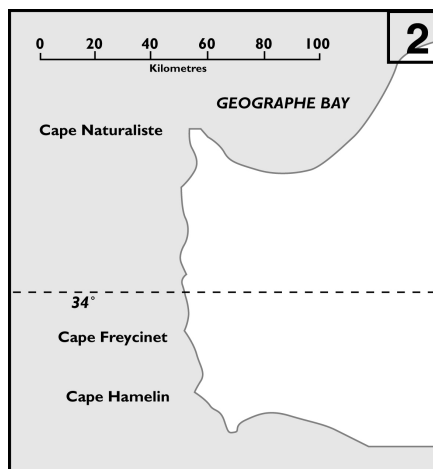 2
0 20 40 60 80 100
Kilometres
GEOGRAPHE BAY
Cape Naturaliste
34°
Cape Freycinet
Cape Hamelin